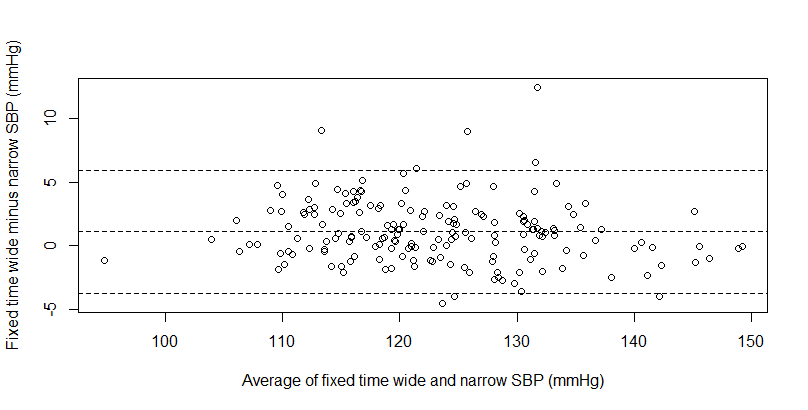 Fixed time wide minus narrow SBP (mmHg)
10
5
0
-5
100 110 120 130 140 150
Average of fixed time wide and narrow SBP (mmHg)